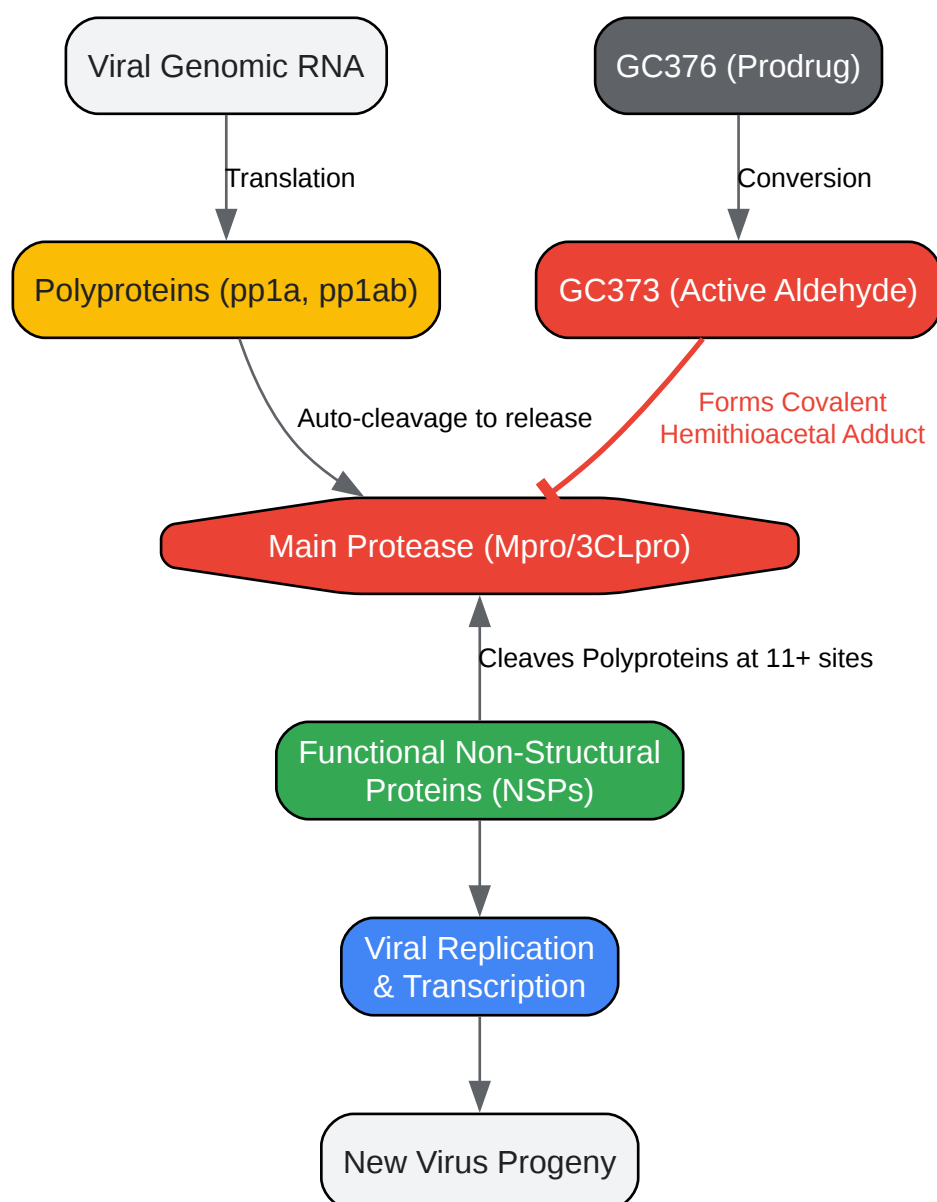 Viral Genomic RNA
GC376 (Prodrug)
Translation
Conversion
Polyproteins (pp1a, pp1ab)
GC373 (Active Aldehyde)
Auto-cleavage to release
Forms Covalent
Hemithioacetal Adduct
Main Protease (Mpro/3CLpro)
Cleaves Polyproteins at 11+ sites
Functional Non-Structural
Proteins (NSPs)
Viral Replication
& Transcription
New Virus Progeny